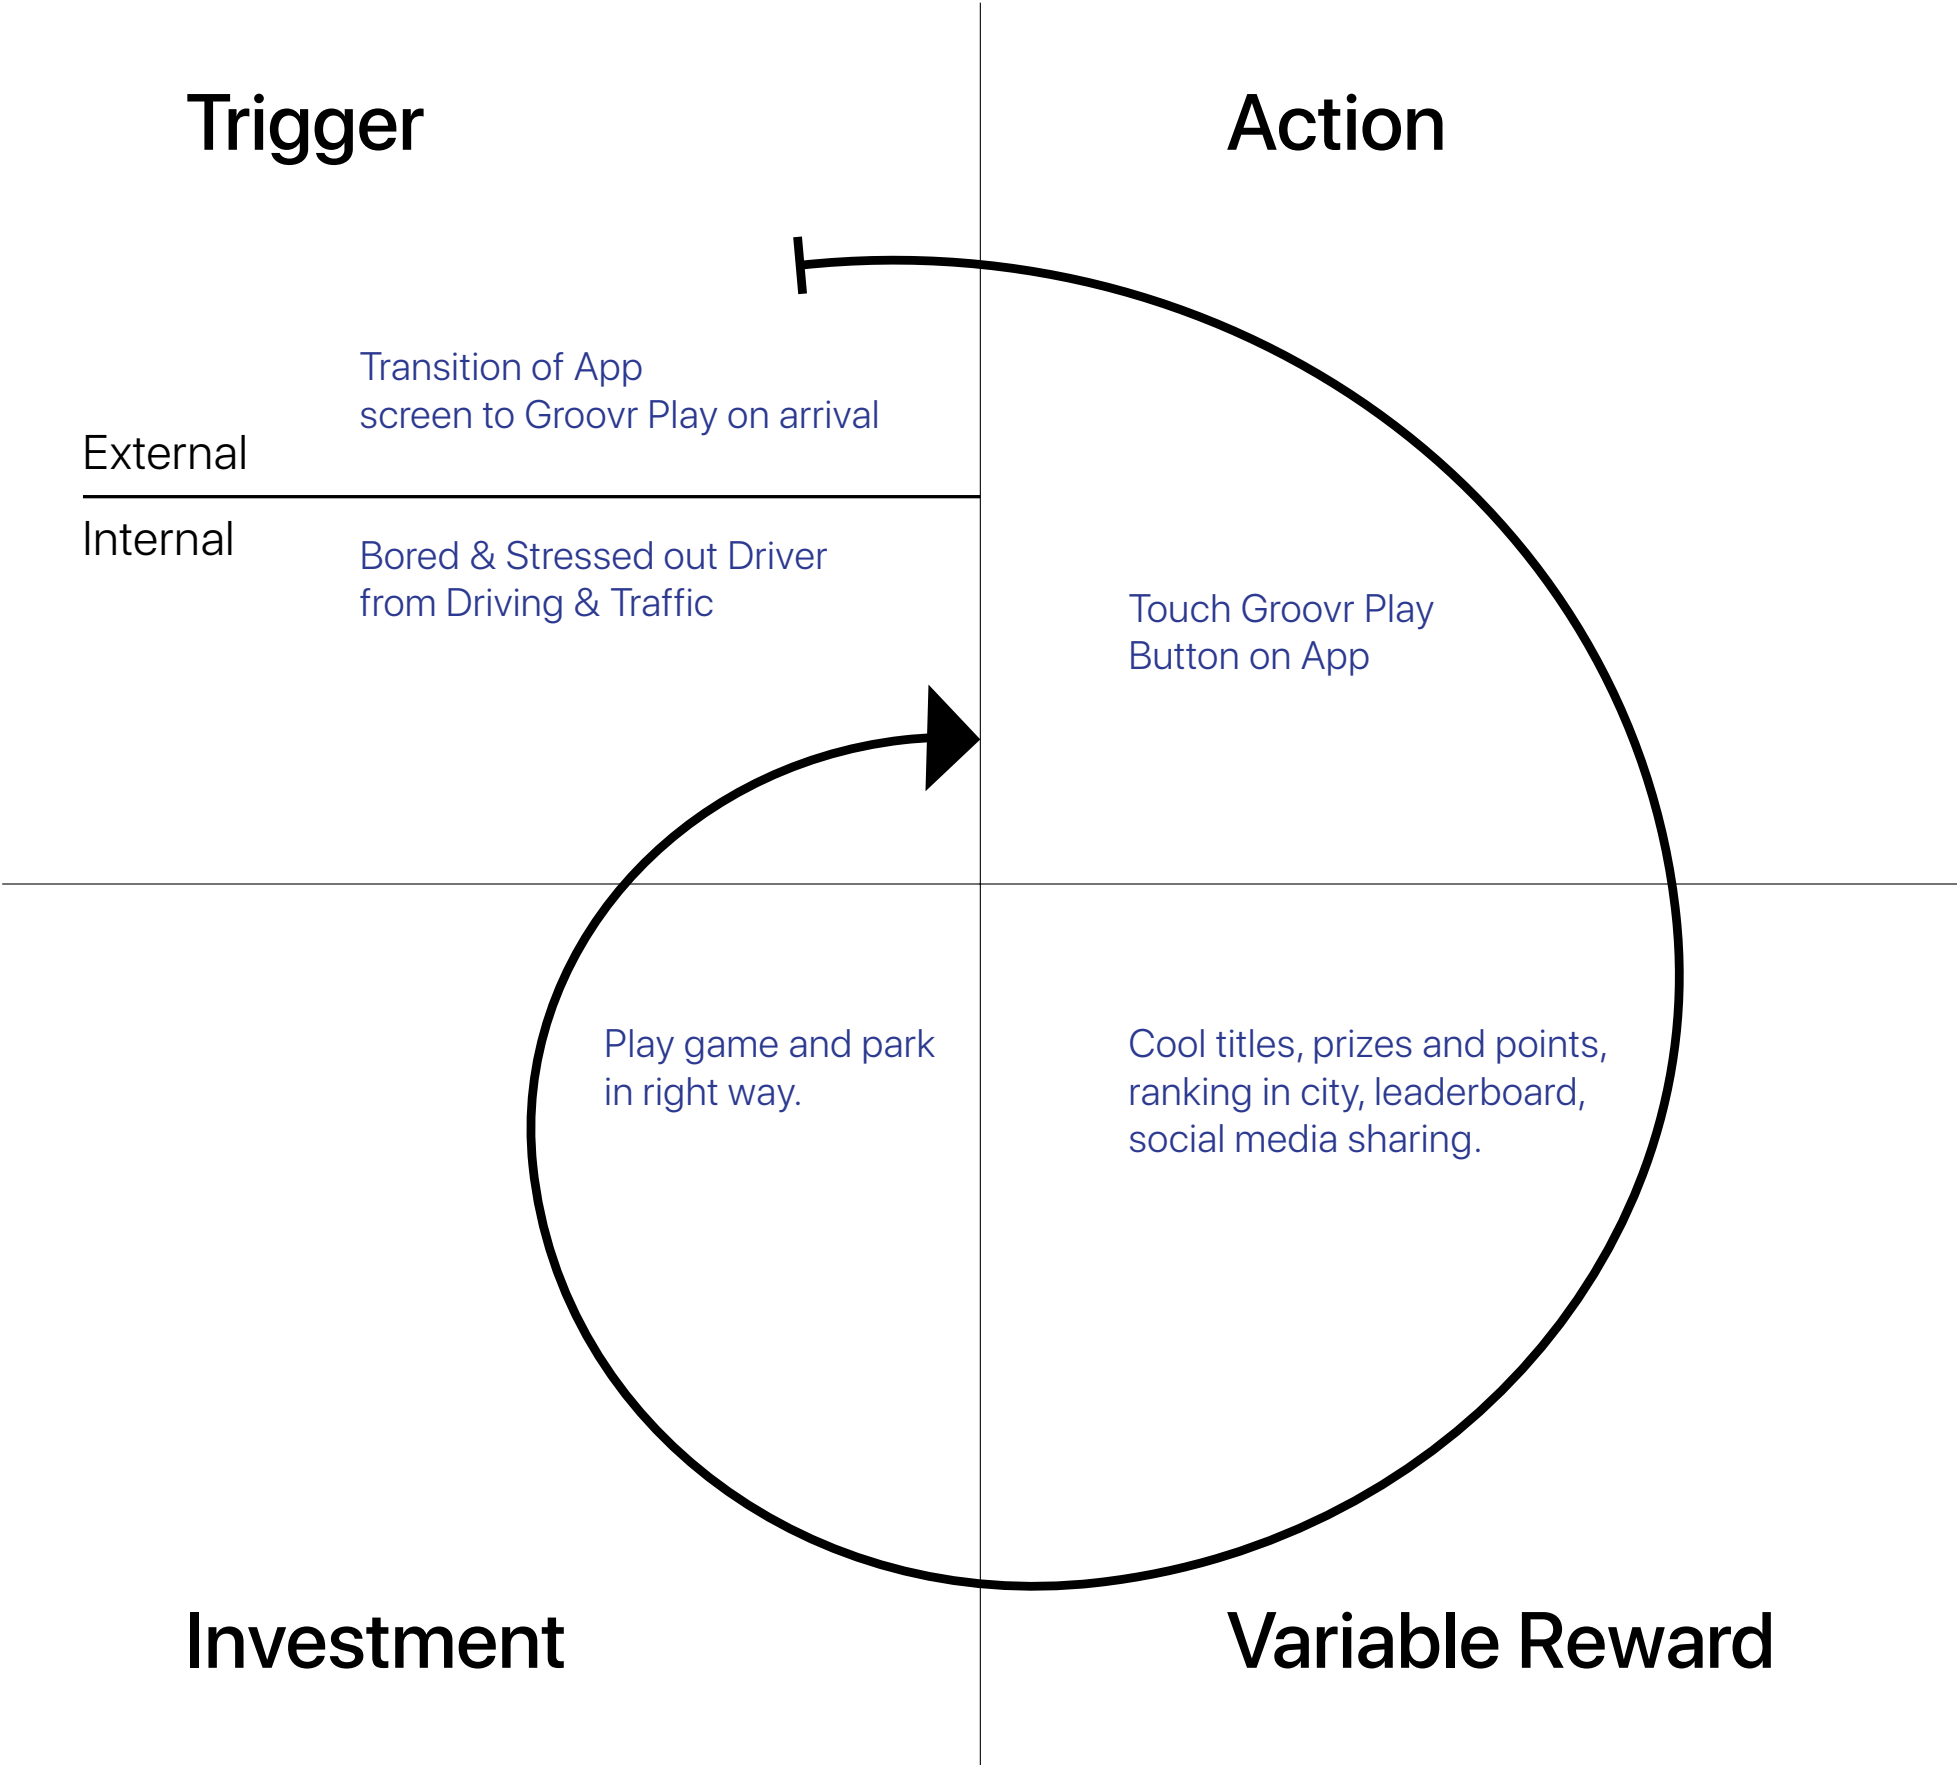 Trigger
Action
Transition of App
screen to Groovr Play on arrival
External
Internal
Bored & Stressed out Driver
from Driving & Traffic
Touch Groovr Play
Button on App
Play game and park
in right way.
Cool titles, prizes and points,
ranking in city, leaderboard,
social media sharing.
Investment
Variable Reward